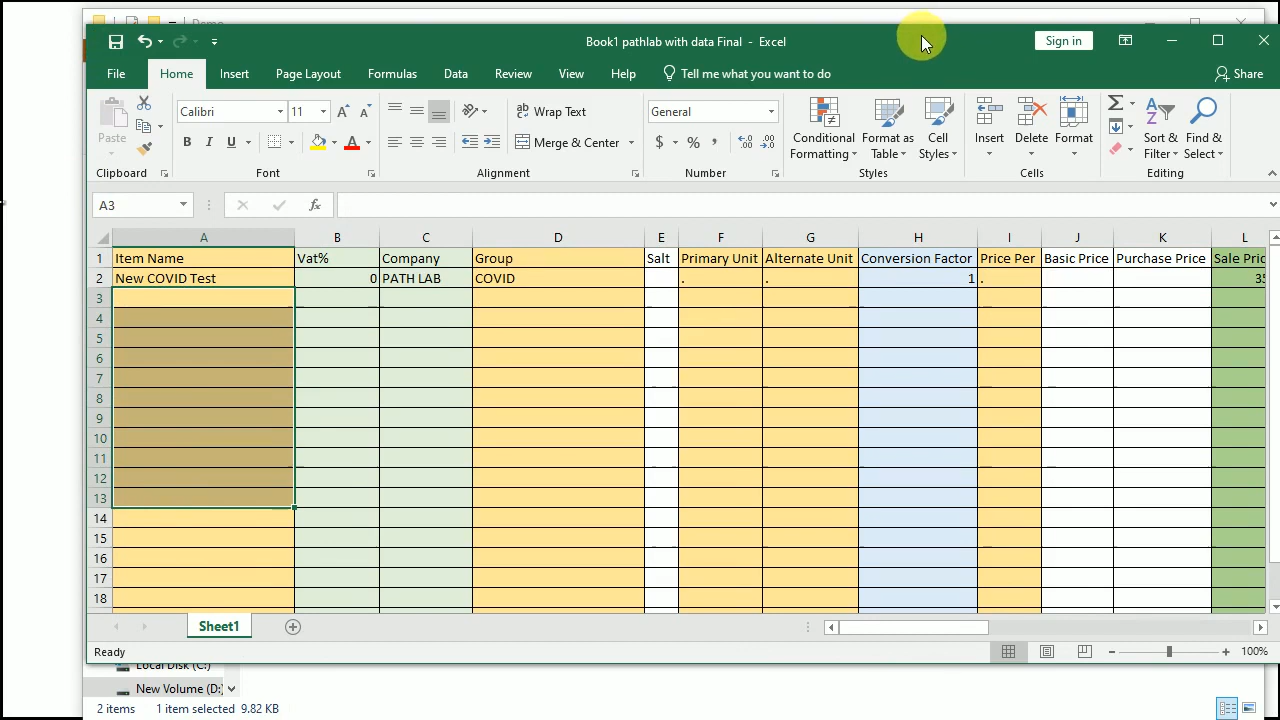 Demo
Book1 pathlab with data Final - Excel
Sign in
File Home Insert Page Layout Formulas Data Review View Help Tell me what you want to do Share
Paste
Calibri 11
B I U
Wrap Text
Merge & Center
General
$ % ,
Conditional Formatting
Format as Table
Cell Styles
Insert Delete Format
Sort & Filter
Find & Select
Clipboard Font Alignment Number Styles Cells Editing
A3 fx
A B C D E F G H I J K L
1 Item Name Vat% Company Group Salt Primary Unit Alternate Unit Conversion Factor Price Per Basic Price Purchase Price Sale Pric
2 New COVID Test 0 PATH LAB COVID . . 1 . 35
3
4
5
6
7
8
9
10
11
12
13
14
15
16
17
18
Sheet1
Ready 100%
Local Disk (C:)
New Volume (D:)
2 items 1 item selected 9.82 KB